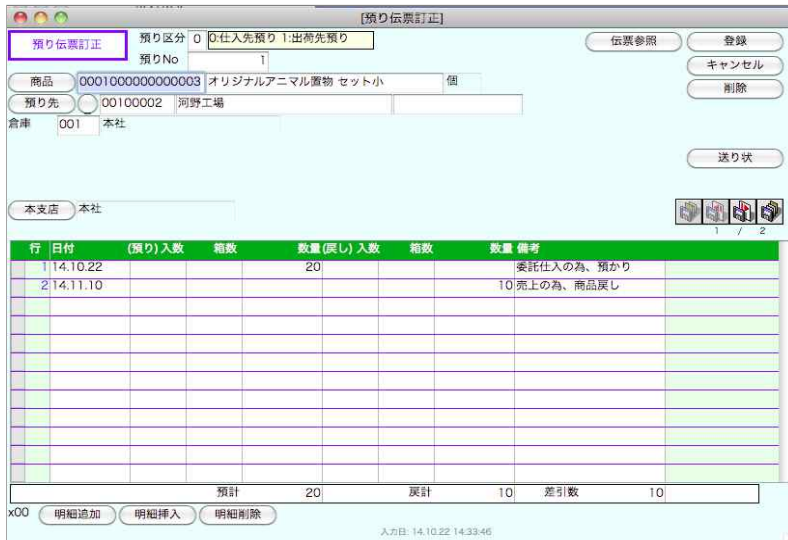 [預り伝票訂正]
預り伝票訂正 預り区分 0 0:仕入先預り 1:出荷先預り 伝票参照 登録
預りNo 1 キャンセル
商品 0001000000000003 オリジナルアニマル置物 セット小 個 削除
預り先 00100002 河野工場
倉庫 001 本社
送り状
本支店 本社
1 / 2
行 日付 (預り)入数 箱数 数量(戻し)入数 箱数 数量 備考
1 14.10.22 20 委託仕入の為、預かり
2 14.11.10 10 売上の為、商品戻し
預計 20 戻計 10 差引数 10
x00 明細追加 明細挿入 明細削除
入力日: 14.10.22 14:33:46